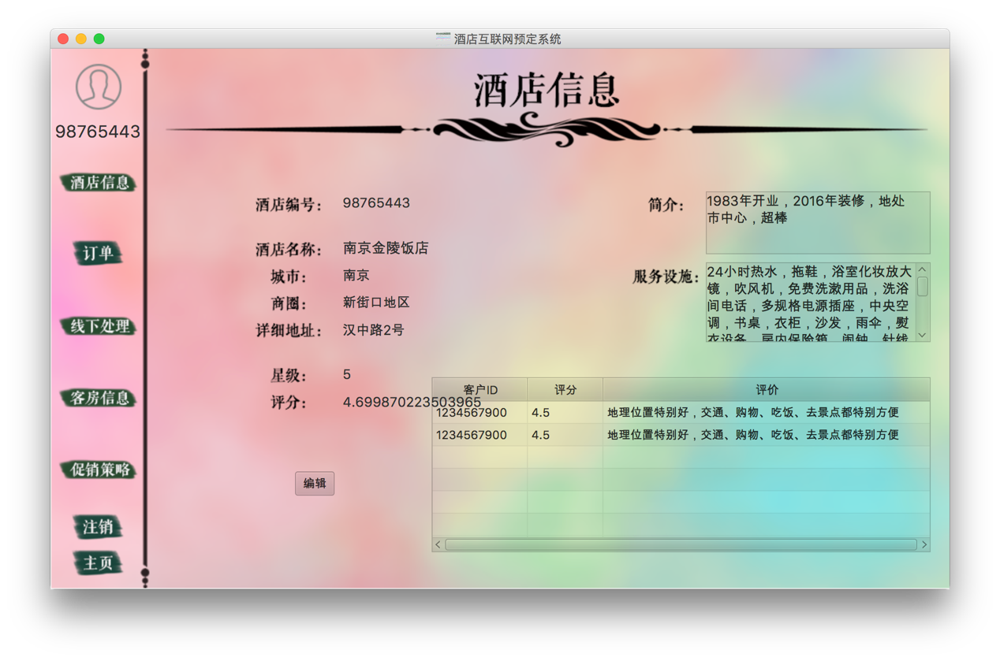 酒店互联网预定系统
98765443
酒店信息
订单
线下处理
客房信息
促销策略
注销
主页
酒店信息
酒店编号： 98765443
酒店名称： 南京金陵饭店
城市： 南京
商圈： 新街口地区
详细地址： 汉中路2号
星级： 5
评分： 4.699870223503965
编辑
简介： 1983年开业，2016年装修，地处
市中心，超棒
服务设施： 24小时热水，拖鞋，浴室化妆放大
镜，吹风机，免费洗漱用品，洗浴
间电话，多规格电源插座，中央空
调，书桌，衣柜，沙发，雨伞，熨
衣设备，房内保险箱，闹钟，针线
客户ID 评分 评价
1234567900 4.5 地理位置特别好，交通、购物、吃饭、去景点都特别方便
1234567900 4.5 地理位置特别好，交通、购物、吃饭、去景点都特别方便